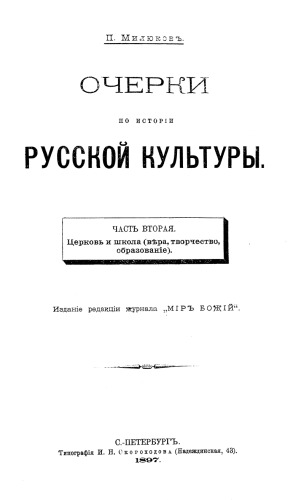 П. Милюковъ.
ОЧЕРКИ
ПО ИСТОРІИ
РУССКОЙ КУЛЬТУРЫ.
ЧАСТЬ ВТОРАЯ.
Церковь и школа (вѣра, творчество,
образованіе).
Изданіе редакціи журнала „МІРЪ БОЖІЙ“.
С.-ПЕТЕРБУРГЪ.
Типографія И. Н. Скороходова (Надеждинская, 43).
1897.